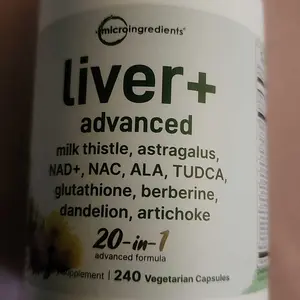 microingredients®
liver+
advanced
milk thistle, astragalus,
NAD+, NAC, ALA, TUDCA,
glutathione, berberine,
dandelion, artichoke
20-in-1
advanced formula
240 Vegetarian Capsules